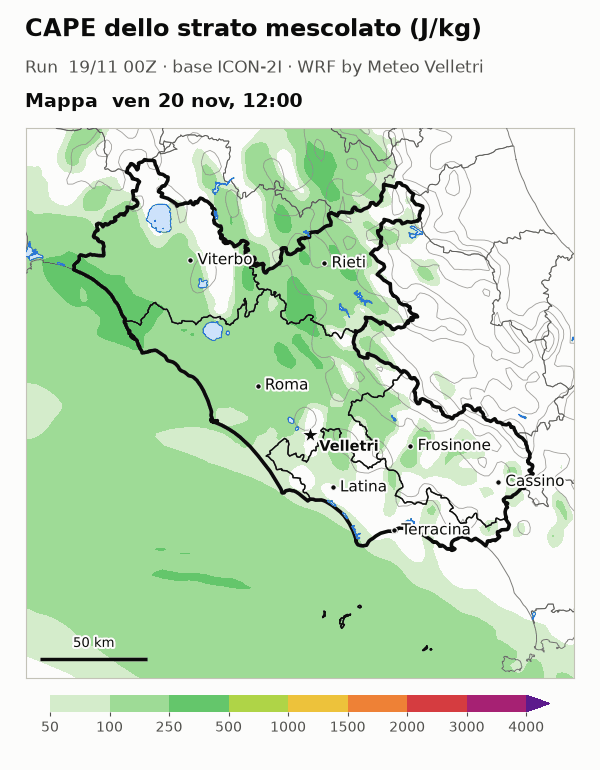 CAPE dello strato mescolato (J/kg)
Run  19/11 00Z · base ICON-2I · WRF by Meteo Velletri
Mappa  ven 20 nov, 12:00
Viterbo
Rieti
Roma
Velletri
Frosinone
Latina
Cassino
Terracina
50 km
50 100 250 500 1000 1500 2000 3000 4000